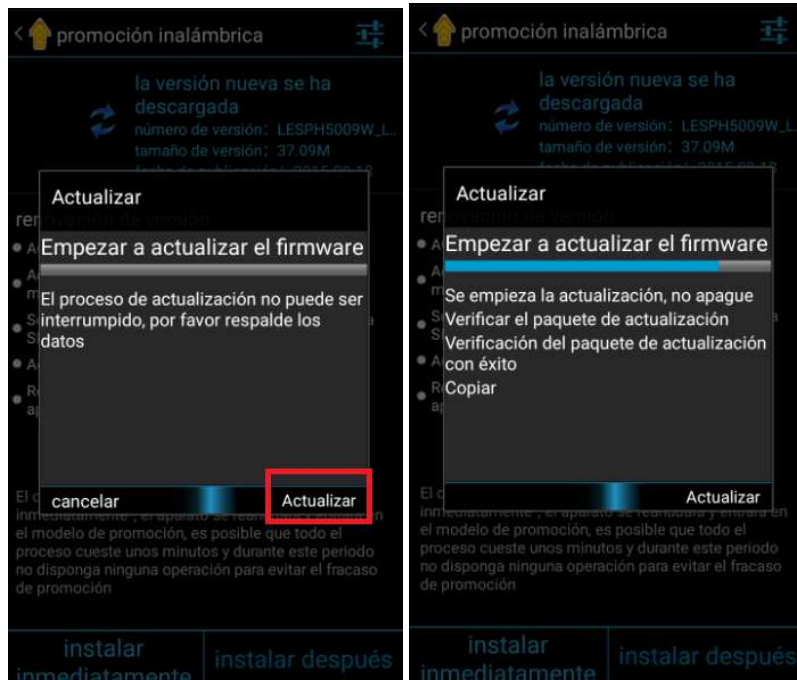 promoción inalámbrica
la versión nueva se ha
descargada
número de versión: LESPH5009W_L...
tamaño de versión: 37.09M
Actualizar
Empezar a actualizar el firmware
El proceso de actualización no puede ser
interrumpido, por favor respalde los
datos
cancelar
Actualizar
el modelo de promoción, es posible que todo el
proceso cueste unos minutos y durante este periodo
no disponga ninguna operación para evitar el fracaso
de promoción
instalar
inmediatamente
instalar después
promoción inalámbrica
la versión nueva se ha
descargada
número de versión: LESPH5009W_L...
tamaño de versión: 37.09M
Actualizar
Empezar a actualizar el firmware
Se empieza la actualización, no apague
Verificar el paquete de actualización
Verificación del paquete de actualización
con éxito
Copiar
Actualizar
el modelo de promoción, es posible que todo el
proceso cueste unos minutos y durante este periodo
no disponga ninguna operación para evitar el fracaso
de promoción
instalar
inmediatamente
instalar después